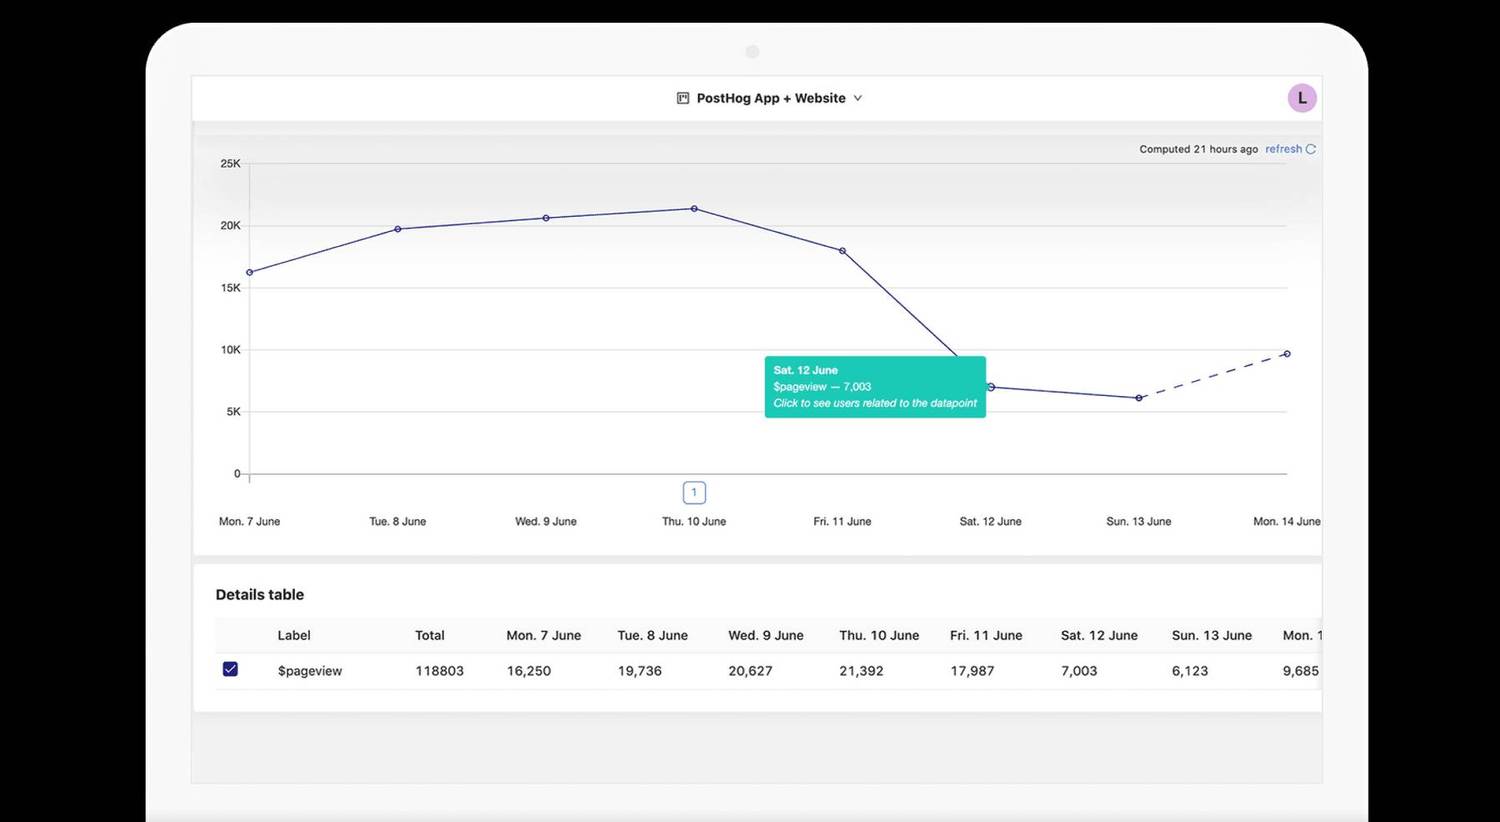 PostHog App + Website
L
Computed 21 hours ago refresh
25K
20K
15K
10K
5K
0
Sat. 12 June
$pageview — 7,003
Click to see users related to the datapoint
1
Mon. 7 June Tue. 8 June Wed. 9 June Thu. 10 June Fri. 11 June Sat. 12 June Sun. 13 June Mon. 14 June
Details table
Label Total Mon. 7 June Tue. 8 June Wed. 9 June Thu. 10 June Fri. 11 June Sat. 12 June Sun. 13 June Mon. 1
$pageview 118803 16,250 19,736 20,627 21,392 17,987 7,003 6,123 9,685